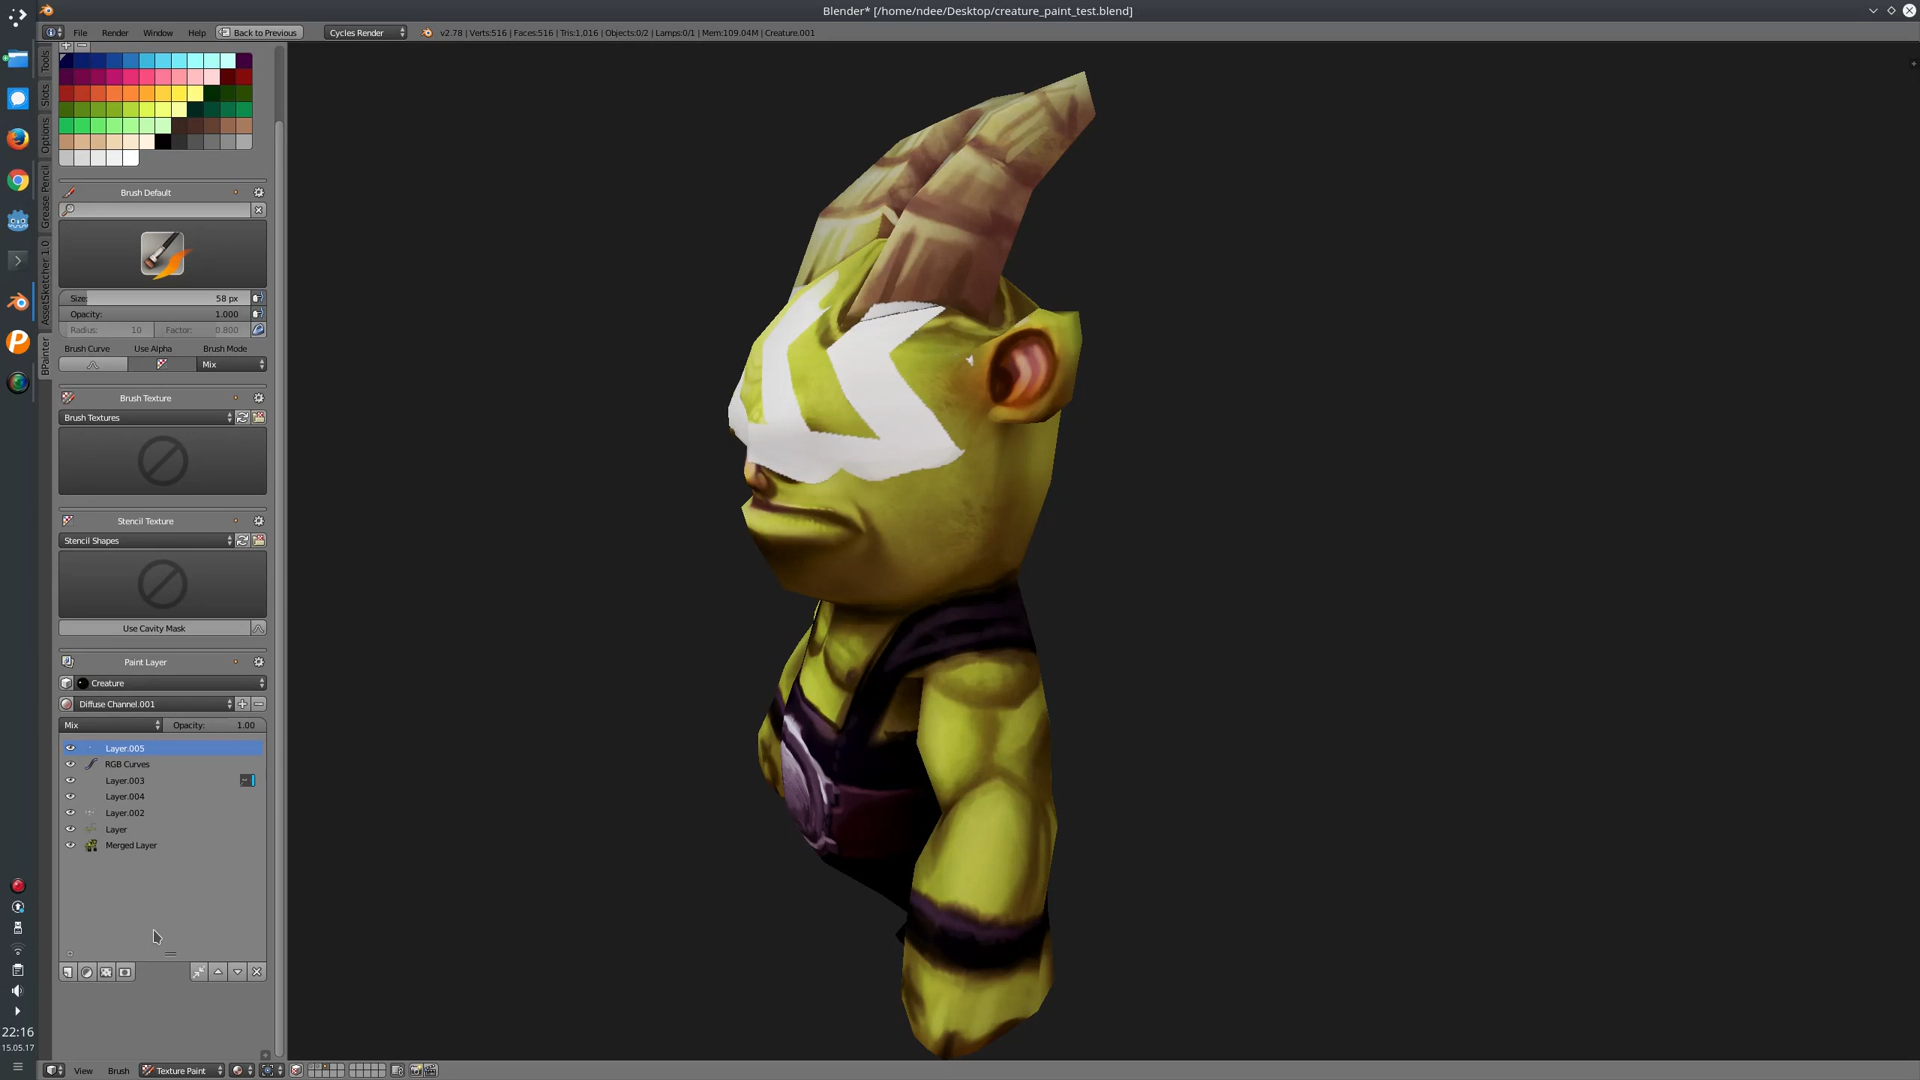 Blender* [/home/ndee/Desktop/creature_paint_test.blend]
File Render Window Help Back to Previous Cycles Render v2.78 | Verts:516 | Faces:516 | Tris:1,016 | Objects:0/2 | Lamps:0/1 | Mem:109.04M | Creature.001
Tools
Slots
Options
Grease Pencil
AssetSketcher 1.0
BPainter
Brush Default
Size: 58 px
Opacity: 1.000
Radius: 10 Factor: 0.800
Brush Curve Use Alpha Brush Mode
Mix
Brush Texture
Brush Textures
Stencil Texture
Stencil Shapes
Use Cavity Mask
Paint Layer
Creature
Diffuse Channel.001
Mix Opacity: 1.00
Layer.005
RGB Curves
Layer.003
Layer.004
Layer.002
Layer
Merged Layer
22:16
15.05.17
View Brush Texture Paint